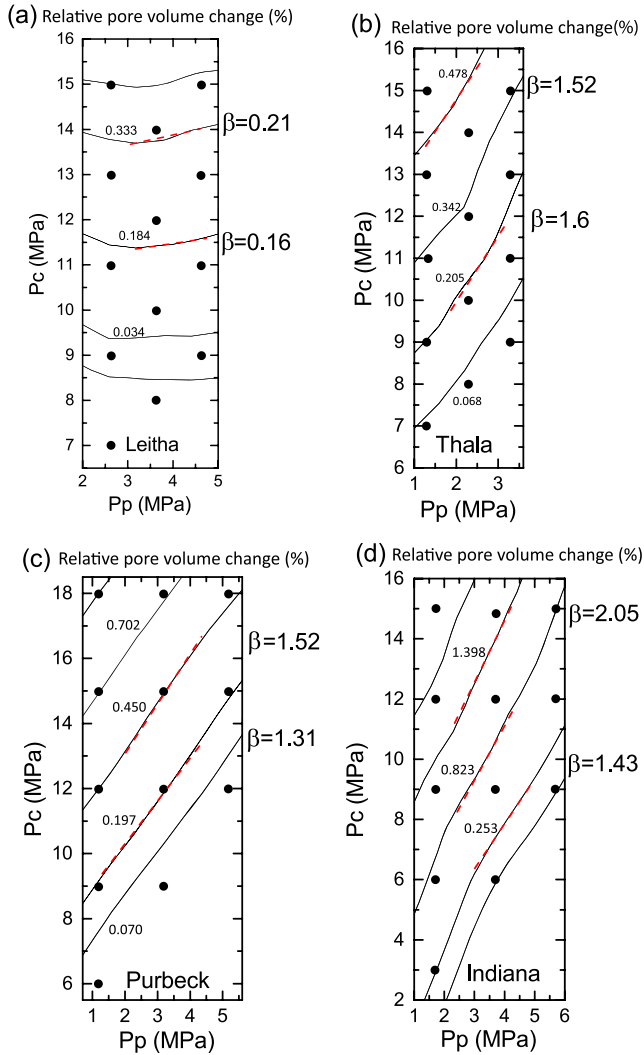 (a) Relative pore volume change (%)
16
15
14
13
12
11
10
9
8
7
Pc (MPa)
0.333
0.184
0.034
β=0.21
β=0.16
Leitha
2 3 4 5
Pp (MPa)
(b) Relative pore volume change(%)
16
15
14
13
12
11
10
9
8
7
6
0.478
0.342
0.205
0.068
β=1.52
β=1.6
Thala
1 2 3
Pp (MPa)
(c) Relative pore volume change (%)
18
16
14
12
10
8
6
Pc (MPa)
0.702
0.450
0.197
0.070
β=1.52
β=1.31
Purbeck
1 2 3 4 5
Pp (MPa)
(d) Relative pore volume change (%)
16
14
12
10
8
6
4
2
Pc (MPa)
1.398
0.823
0.253
β=2.05
β=1.43
Indiana
1 2 3 4 5 6
Pp (MPa)